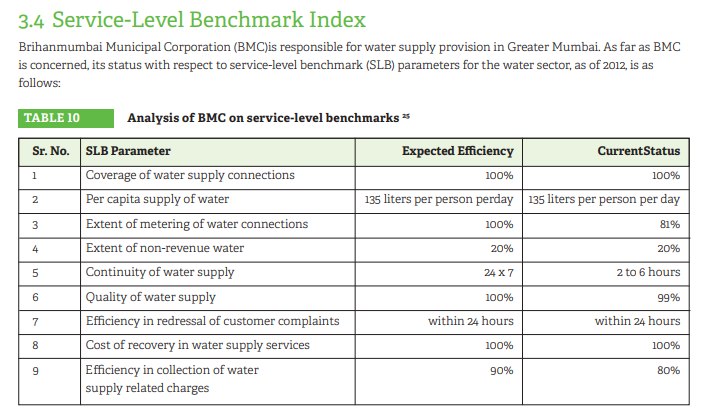 3.4 Service-Level Benchmark Index
Brihanmumbai Municipal Corporation (BMC)is responsible for water supply provision in Greater Mumbai. As far as BMC
is concerned, its status with respect to service-level benchmark (SLB) parameters for the water sector, as of 2012, is as
follows:
TABLE 10 Analysis of BMC on service-level benchmarks 25
Sr. No. SLB Parameter Expected Efficiency CurrentStatus
1 Coverage of water supply connections 100% 100%
2 Per capita supply of water 135 liters per person perday 135 liters per person per day
3 Extent of metering of water connections 100% 81%
4 Extent of non-revenue water 20% 20%
5 Continuity of water supply 24 x 7 2 to 6 hours
6 Quality of water supply 100% 99%
7 Efficiency in redressal of customer complaints within 24 hours within 24 hours
8 Cost of recovery in water supply services 100% 100%
9 Efficiency in collection of water 90% 80%
supply related charges